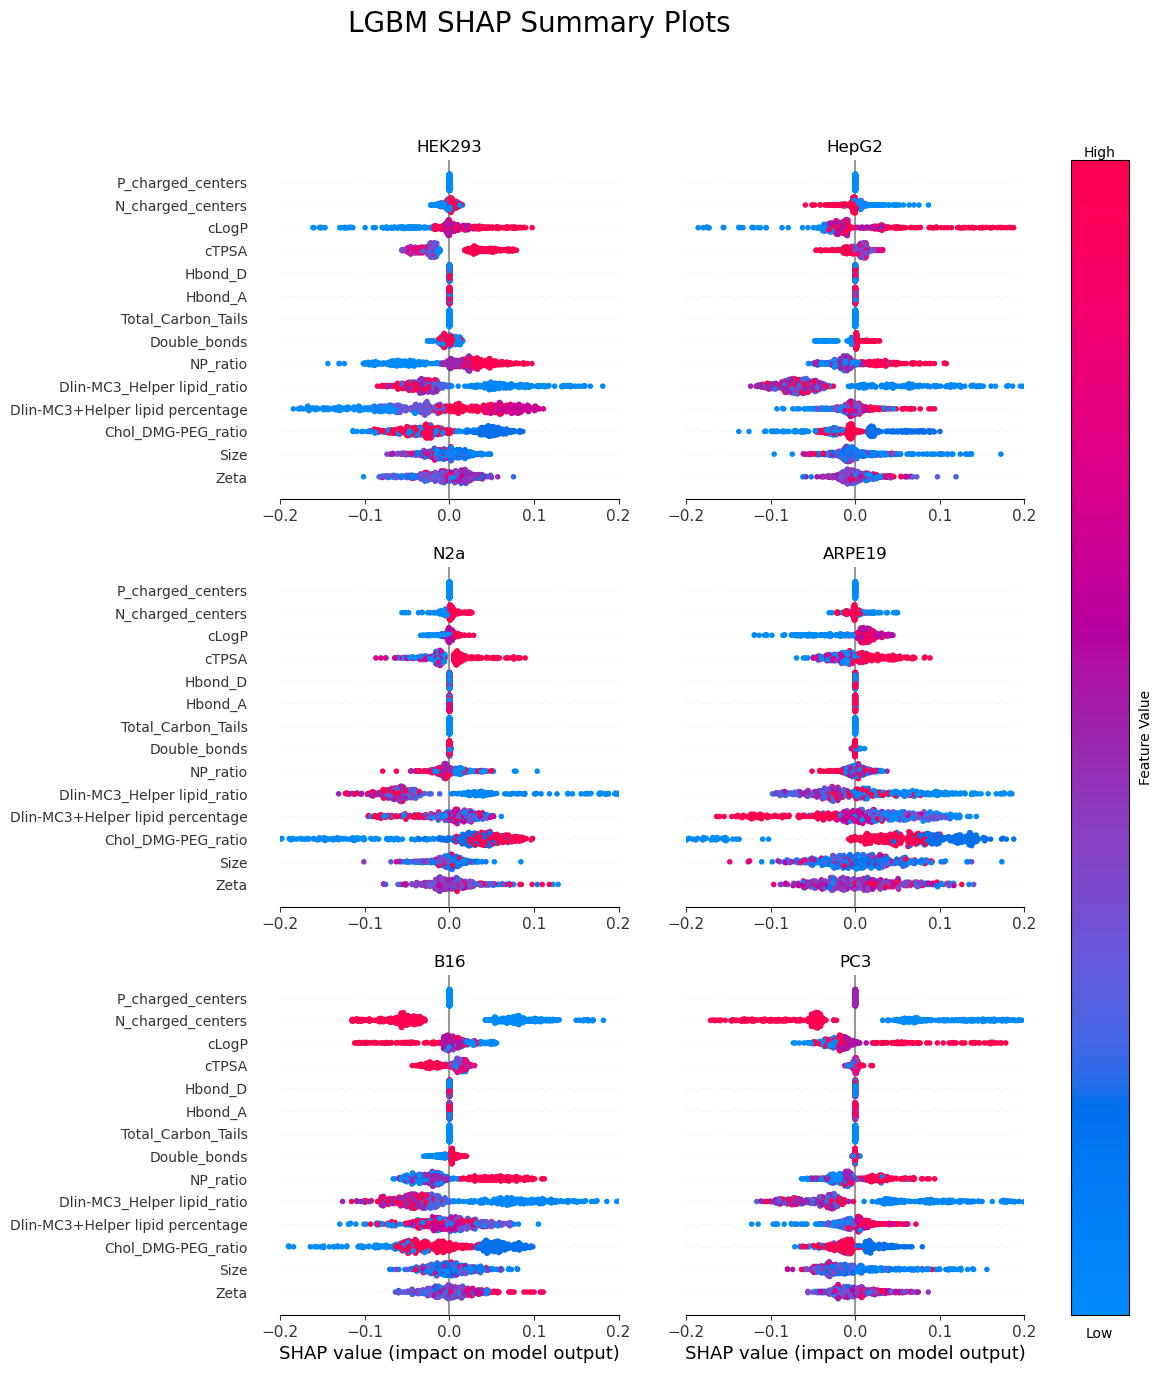 LGBM SHAP Summary Plots
HEK293
HepG2
High
P_charged_centers
N_charged_centers
cLogP
cTPSA
Hbond_D
Hbond_A
Total_Carbon_Tails
Double_bonds
NP_ratio
Dlin-MC3_Helper lipid_ratio
Dlin-MC3+Helper lipid percentage
Chol_DMG-PEG_ratio
Size
Zeta
−0.2 −0.1 0.0 0.1 0.2
−0.2 −0.1 0.0 0.1 0.2
N2a
ARPE19
P_charged_centers
N_charged_centers
cLogP
cTPSA
Hbond_D
Hbond_A
Total_Carbon_Tails
Double_bonds
NP_ratio
Dlin-MC3_Helper lipid_ratio
Dlin-MC3+Helper lipid percentage
Chol_DMG-PEG_ratio
Size
Zeta
−0.2 −0.1 0.0 0.1 0.2
−0.2 −0.1 0.0 0.1 0.2
Feature Value
B16
PC3
P_charged_centers
N_charged_centers
cLogP
cTPSA
Hbond_D
Hbond_A
Total_Carbon_Tails
Double_bonds
NP_ratio
Dlin-MC3_Helper lipid_ratio
Dlin-MC3+Helper lipid percentage
Chol_DMG-PEG_ratio
Size
Zeta
−0.2 −0.1 0.0 0.1 0.2
−0.2 −0.1 0.0 0.1 0.2
SHAP value (impact on model output)
SHAP value (impact on model output)
Low